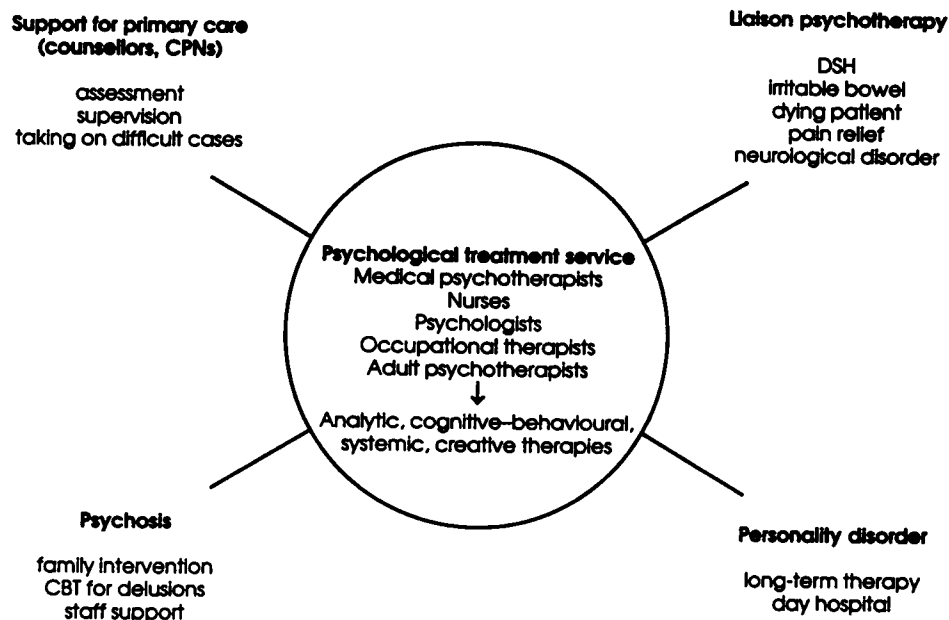 Support for primary care
(counsellors, CPNs)
assessment
supervision
taking on difficult cases
Liaison psychotherapy
DSH
irritable bowel
dying patient
pain relief
neurological disorder
Psychological treatment service
Medical psychotherapists
Nurses
Psychologists
Occupational therapists
Adult psychotherapists
↓
Analytic, cognitive–behavioural,
systemic, creative therapies
Psychosis
family intervention
CBT for delusions
staff support
Personality disorder
long-term therapy
day hospital